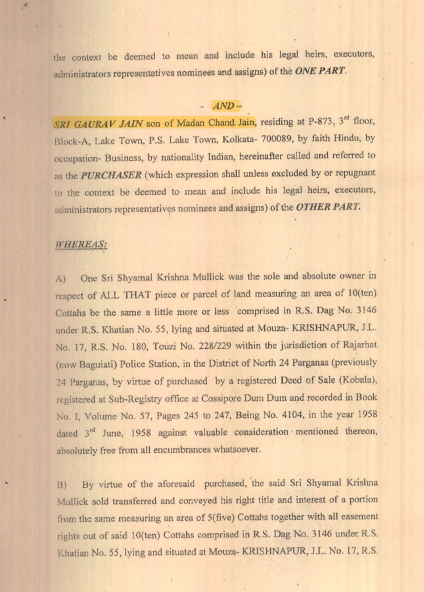 the context be deemed to mean and include his legal heirs, executors,
administrators representatives nominees and assigns) of the ONE PART.
- AND -
SRI GAURAV JAIN son of Madan Chand Jain, residing at P-873, 3rd floor,
Block-A, Lake Town, P.S. Lake Town, Kolkata- 700089, by faith Hindu, by
occupation- Business, by nationality Indian, hereinafter called and referred to
as the PURCHASER (which expression shall unless excluded by or repugnant
to the context be deemed to mean and include his legal heirs, executors,
administrators representatives nominees and assigns) of the OTHER PART.
WHEREAS:
A) One Sri Shyamal Krishna Mullick was the sole and absolute owner in
respect of ALL THAT piece or parcel of land measuring an area of 10(ten)
Cottahs be the same a little more or less comprised in R.S. Dag No. 3146
under R.S. Khatian No. 55, lying and situated at Mouza- KRISHNAPUR, J.L.
No. 17, R.S. No. 180, Touzi No. 228/229 within the jurisdiction of Rajarhat
(now Baguiati) Police Station, in the District of North 24 Parganas (previously
24 Parganas, by virtue of purchased by a registered Deed of Sale (Kobala),
registered at Sub-Registry office at Cossipore Dum Dum and recorded in Book
No. I, Volume No. 57, Pages 245 to 247, Being No. 4104, in the year 1958
dated 3rd June, 1958 against valuable consideration mentioned thereon,
absolutely free from all encumbrances whatsoever.
B) By virtue of the aforesaid purchased, the said Sri Shyamal Krishna
Mullick sold transferred and conveyed his right title and interest of a portion
from the same measuring an area of 5(five) Cottahs together with all easement
rights out of said 10(ten) Cottahs comprised in R.S. Dag No. 3146 under R.S.
Khatian No. 55, lying and situated at Mouza- KRISHNAPUR, J.L. No. 17, R.S.